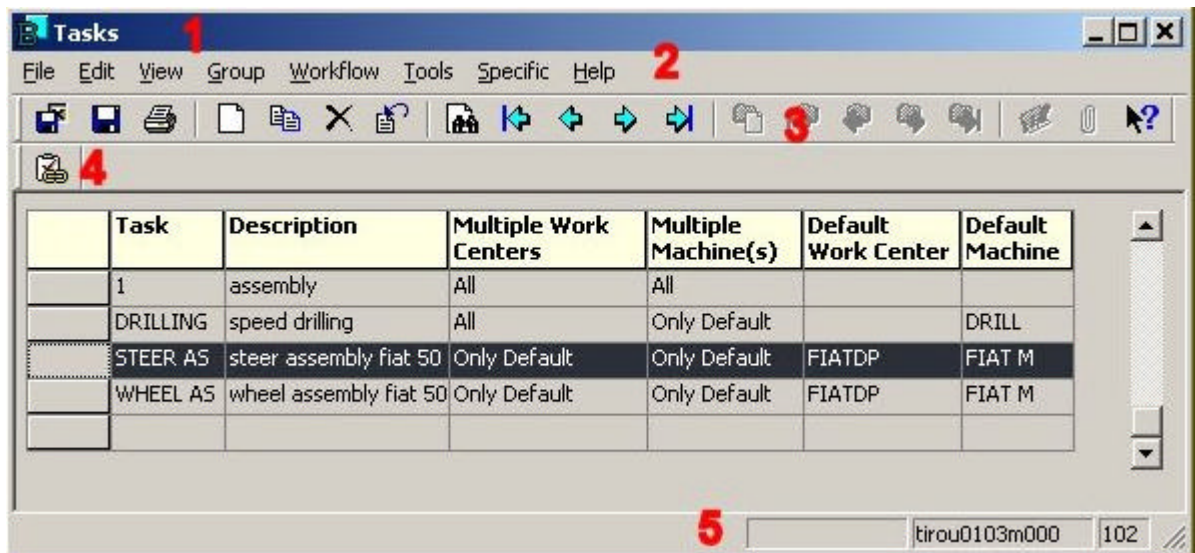 Tasks 1
File Edit View Group Workflow Tools Specific Help 2
3
4
Task Description Multiple Work Centers Multiple Machine(s) Default Work Center Default Machine
1 assembly All All
DRILLING speed drilling All Only Default DRILL
STEER AS steer assembly fiat 50 Only Default Only Default FIATDP FIAT M
WHEEL AS wheel assembly fiat 50 Only Default Only Default FIATDP FIAT M
5 tirou0103m000 102